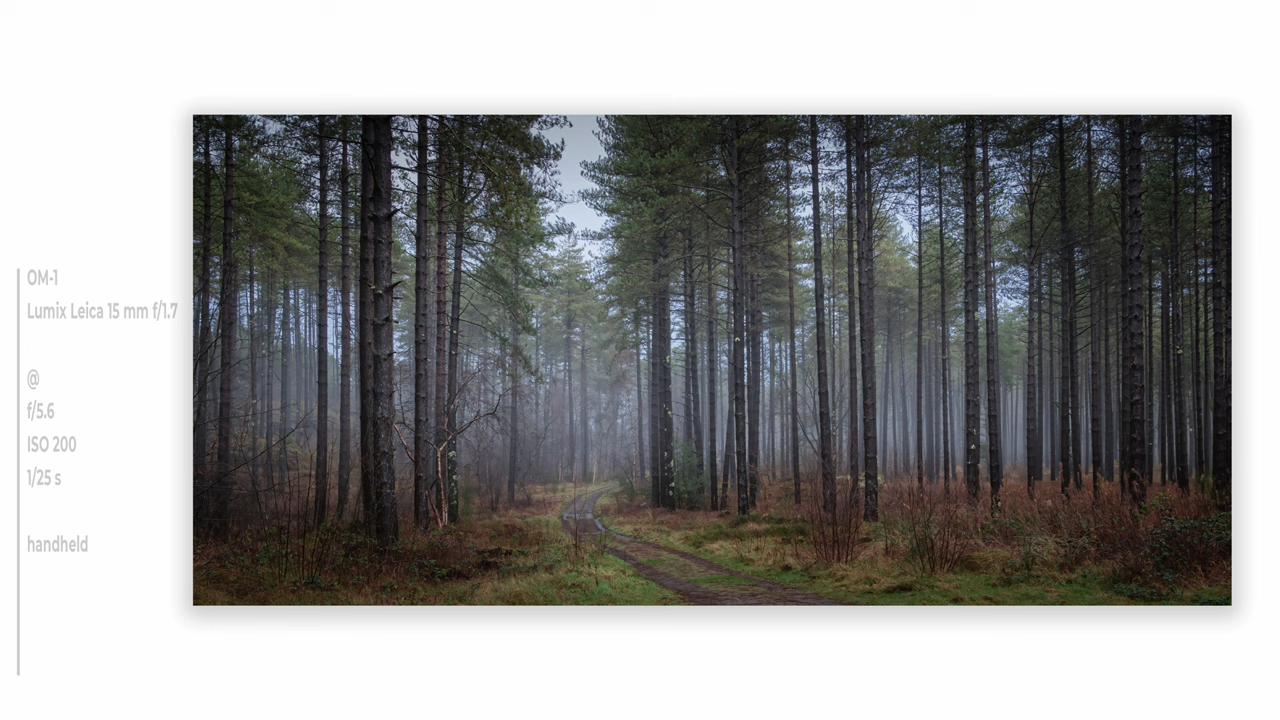 OM-1
Lumix Leica 15 mm f/1.7
@
f/5.6
ISO 200
1/25 s
handheld